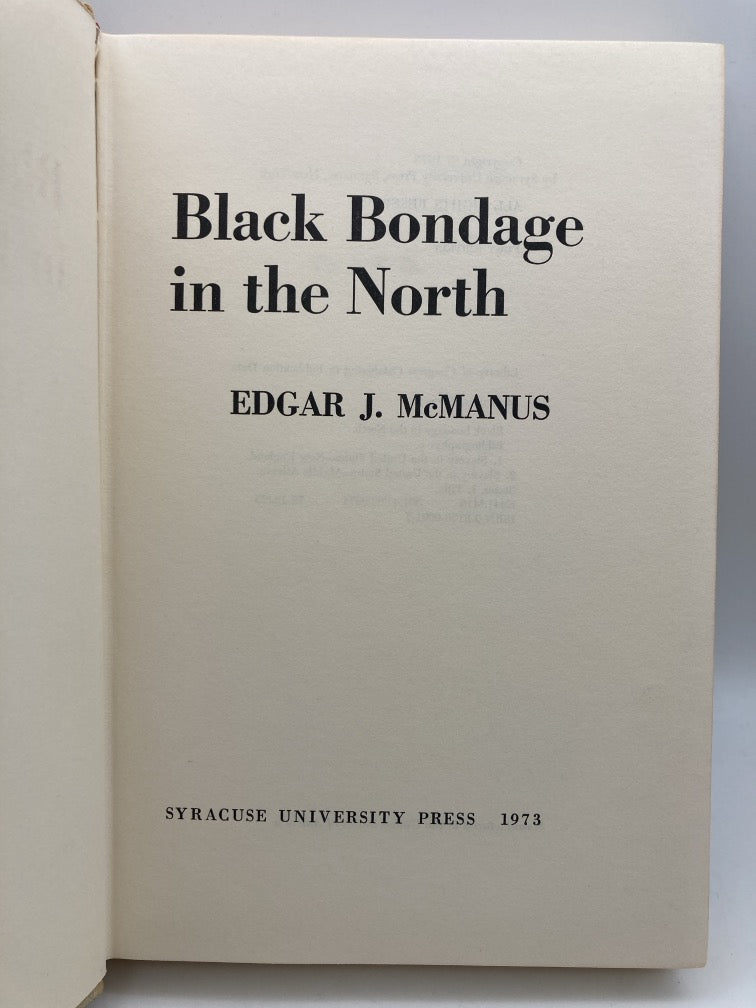 Black Bondage
in the North
EDGAR J. McMANUS
SYRACUSE UNIVERSITY PRESS 1973